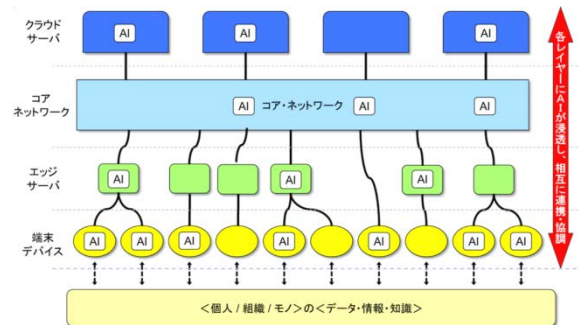 クラウド
サーバ
AI
AI
AI
コア
ネットワーク
AI
コア・ネットワーク
AI
AI
エッジ
サーバ
AI
AI
AI
端末
デバイス
AI
AI
AI
AI
AI
AI
AI
<個人 / 組織 / モノ>の<データ・情報・知識>
各レイヤーにAIが浸透し、相互に連携・協調